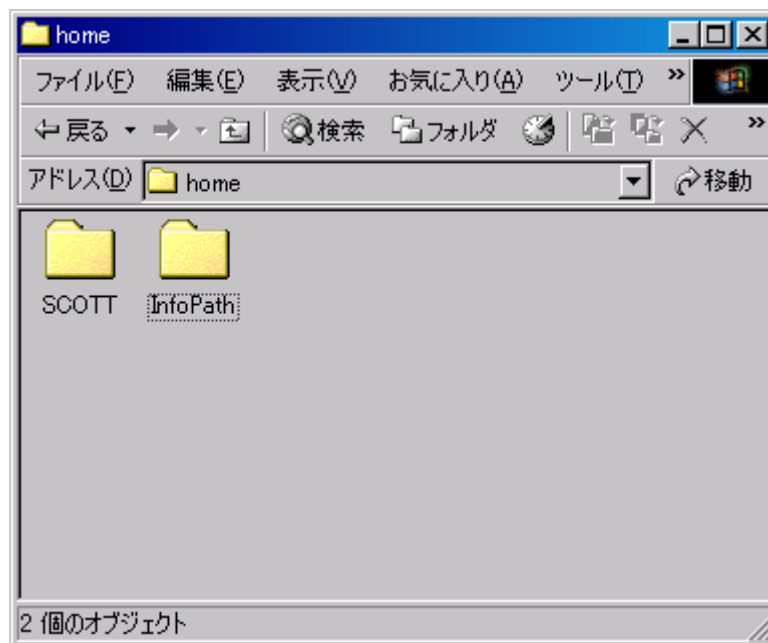 home
ファイル(F) 編集(E) 表示(V) お気に入り(A) ツール(T) »
戻る 検索 フォルダ »
アドレス(D) home 移動
SCOTT InfoPath
2 個のオブジェクト